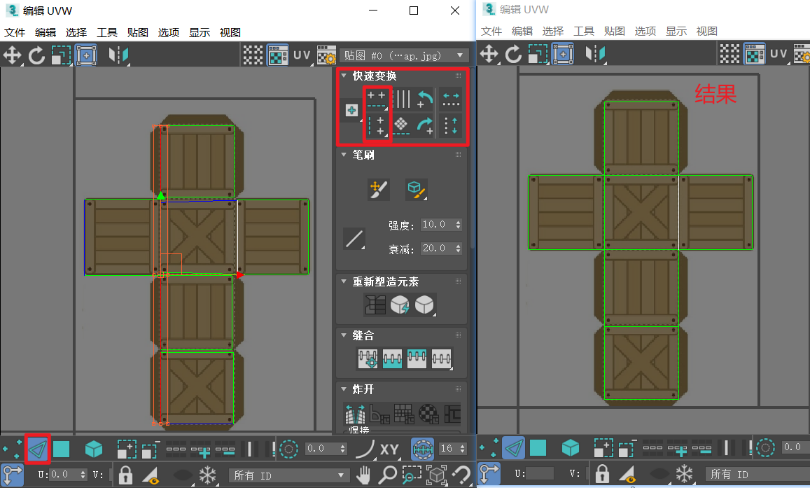 3 编辑 UVW
文件 编辑 选择 工具 贴图 选项 显示 视图
UV
贴图 #0 (…ap.jpg)
快速变换
笔刷
强度: 10.0
衰减: 20.0
重新塑造元素
缝合
炸开
0.0
XY
16
U: 0.0
V:
所有 ID
3 编辑 UVW
文件 编辑 选择 工具 贴图 选项 显示 视图
UV
结果
0.0
U:
V:
所有 ID